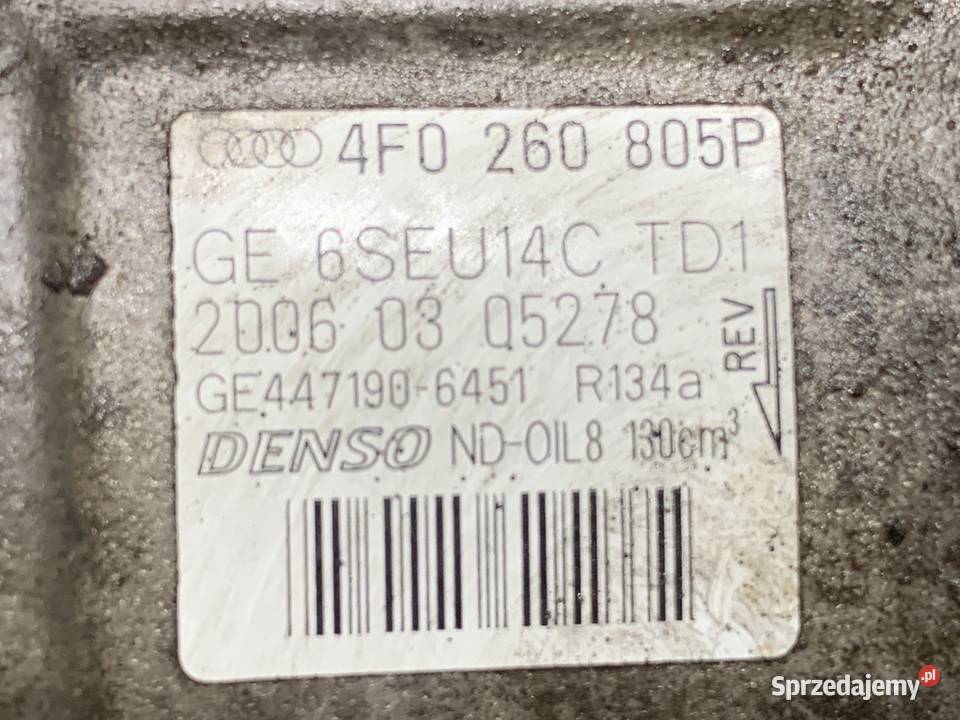 4F0 260 805P
GE 6SEU14C TD1
2006 03 05278
GE447190-6451 R134a
DENSO ND-OIL8 130cm³
REV
Sprzedajemy.pl